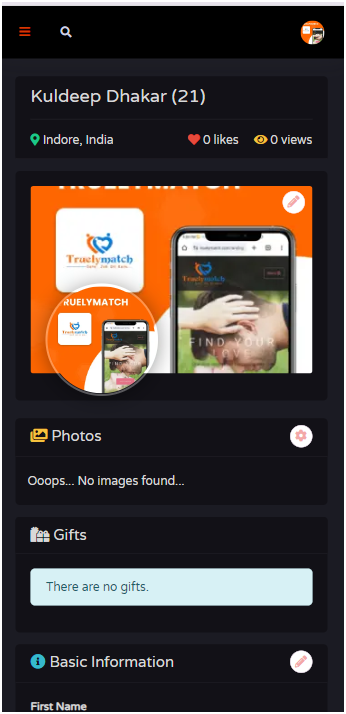 Kuldeep Dhakar (21)
Indore, India
0 likes
0 views
TRUELYMATCH
Truelymatch
TRUELYMATCH
Truelymatch
FIND YOUR
LOVE
Photos
Ooops... No images found...
Gifts
There are no gifts.
Basic Information
First Name